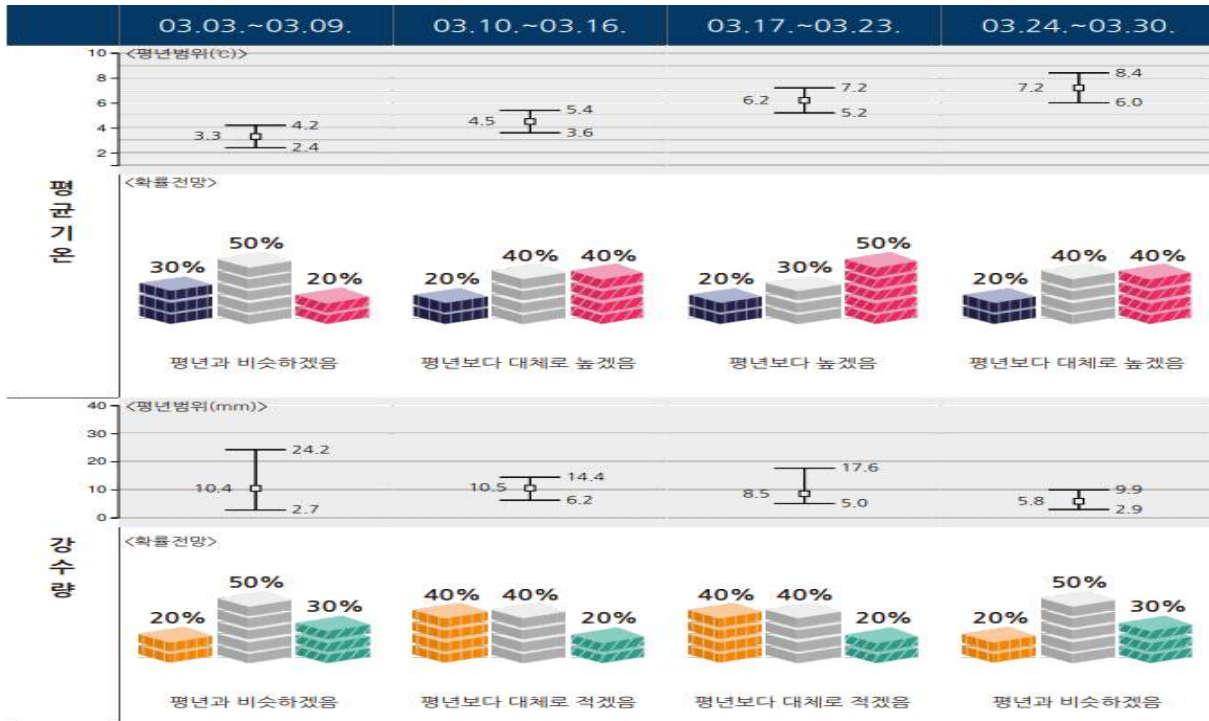 03.03.~03.09. 03.10.~03.16. 03.17.~03.23. 03.24.~03.30.
평균기온
<평년범위(℃)>
10
8
6
4
2
4.2
3.3
2.4
5.4
4.5
3.6
7.2
6.2
5.2
8.4
7.2
6.0
<확률전망>
30% 50% 20%
20% 40% 40%
20% 30% 50%
20% 40% 40%
평년과 비슷하겠음 평년보다 대체로 높겠음 평년보다 높겠음 평년보다 대체로 높겠음
강수량
<평년범위(mm)>
40
30
20
10
0
24.2
10.4
2.7
14.4
10.5
6.2
17.6
8.5
5.0
9.9
5.8
2.9
<확률전망>
20% 50% 30%
40% 40% 20%
40% 40% 20%
20% 50% 30%
평년과 비슷하겠음 평년보다 대체로 적겠음 평년보다 대체로 적겠음 평년과 비슷하겠음